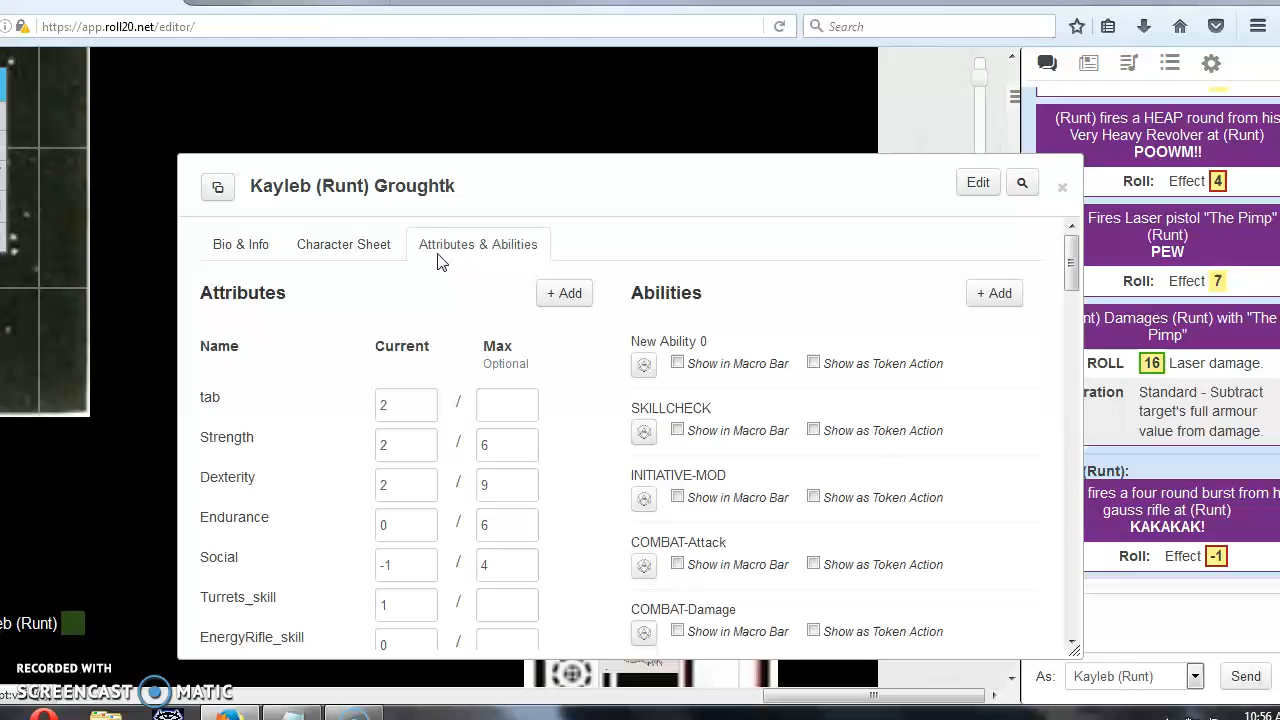 https://app.roll20.net/editor/
Search
Kayleb (Runt) Groughtk
Edit
Bio & Info
Character Sheet
Attributes & Abilities
Attributes
+ Add
Name
Current
Max
Optional
tab
2
/
Strength
2
/
6
Dexterity
2
/
9
Endurance
0
/
6
Social
-1
/
4
Turrets_skill
1
/
EnergyRifle_skill
0
/
Abilities
+ Add
New Ability 0
Show in Macro Bar
Show as Token Action
SKILLCHECK
Show in Macro Bar
Show as Token Action
INITIATIVE-MOD
Show in Macro Bar
Show as Token Action
COMBAT-Attack
Show in Macro Bar
Show as Token Action
COMBAT-Damage
Show in Macro Bar
Show as Token Action
(Runt) fires a HEAP round from his
Very Heavy Revolver at (Runt)
POOWM!!
Roll: Effect 4
Fires Laser pistol "The Pimp"
(Runt)
PEW
Roll: Effect 7
nt) Damages (Runt) with "The
Pimp"
ROLL 16 Laser damage.
ration Standard - Subtract
target's full armour
value from damage.
(Runt):
fires a four round burst from h
gauss rifle at (Runt)
KAKAKAK!
Roll: Effect -1
As: Kayleb (Runt)
Send
eb (Runt)
RECORDED WITH
SCREENCAST MATIC
10:56